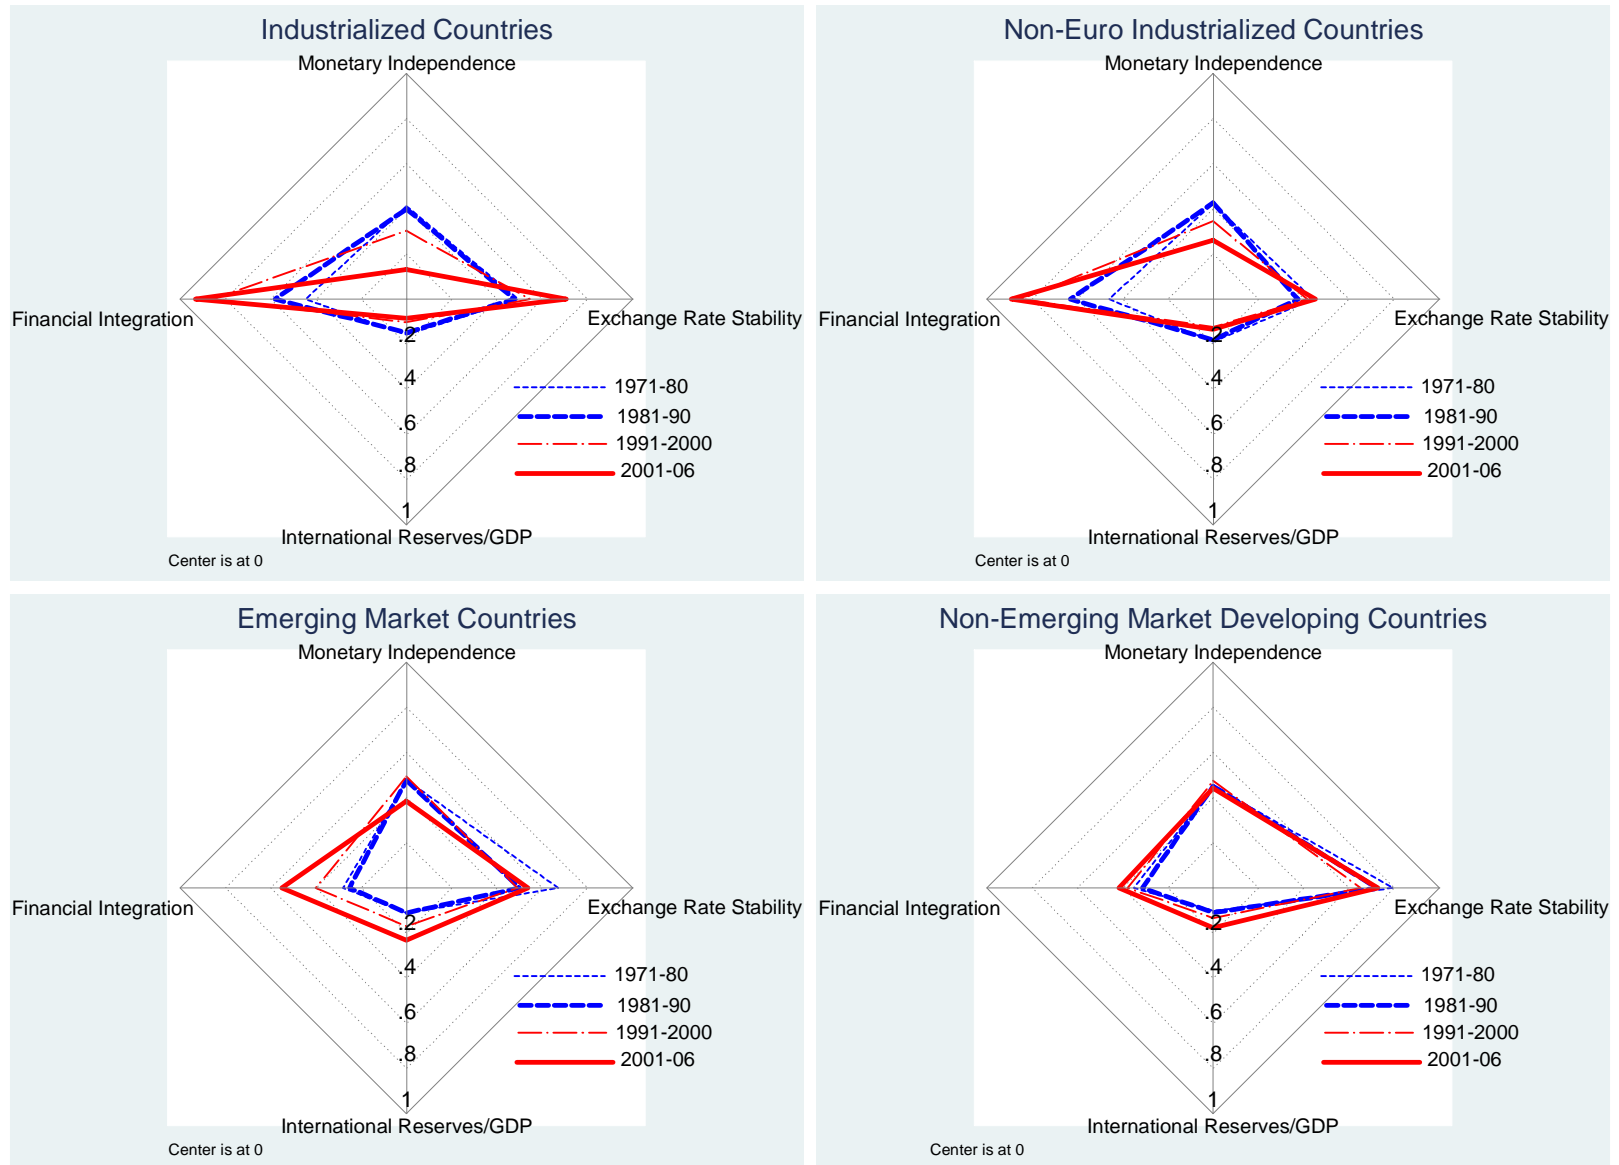 Industrialized Countries
Monetary Independence
Financial Integration
Exchange Rate Stability
.2
.4
.6
.8
1
1971-80
1981-90
1991-2000
2001-06
International Reserves/GDP
Center is at 0
Non-Euro Industrialized Countries
Monetary Independence
Financial Integration
Exchange Rate Stability
.2
.4
.6
.8
1
1971-80
1981-90
1991-2000
2001-06
International Reserves/GDP
Center is at 0
Emerging Market Countries
Monetary Independence
Financial Integration
Exchange Rate Stability
.2
.4
.6
.8
1
1971-80
1981-90
1991-2000
2001-06
International Reserves/GDP
Center is at 0
Non-Emerging Market Developing Countries
Monetary Independence
Financial Integration
Exchange Rate Stability
.2
.4
.6
.8
1
1971-80
1981-90
1991-2000
2001-06
International Reserves/GDP
Center is at 0